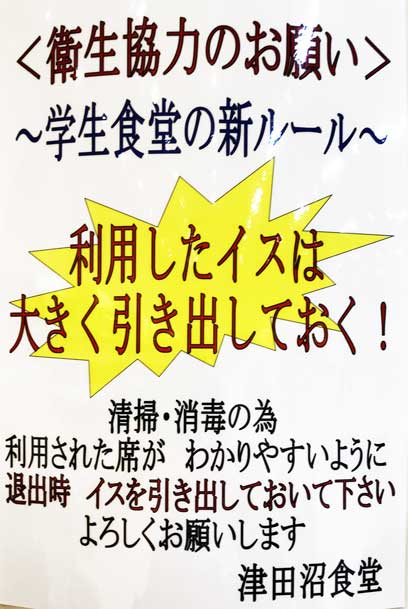 ＜衛生協力のお願い＞
～学生食堂の新ルール～
利用したイスは
大きく引き出しておく！
清掃・消毒の為
利用された席が　わかりやすいように
退出時　イスを引き出しておいて下さい
よろしくお願いします
津田沼食堂